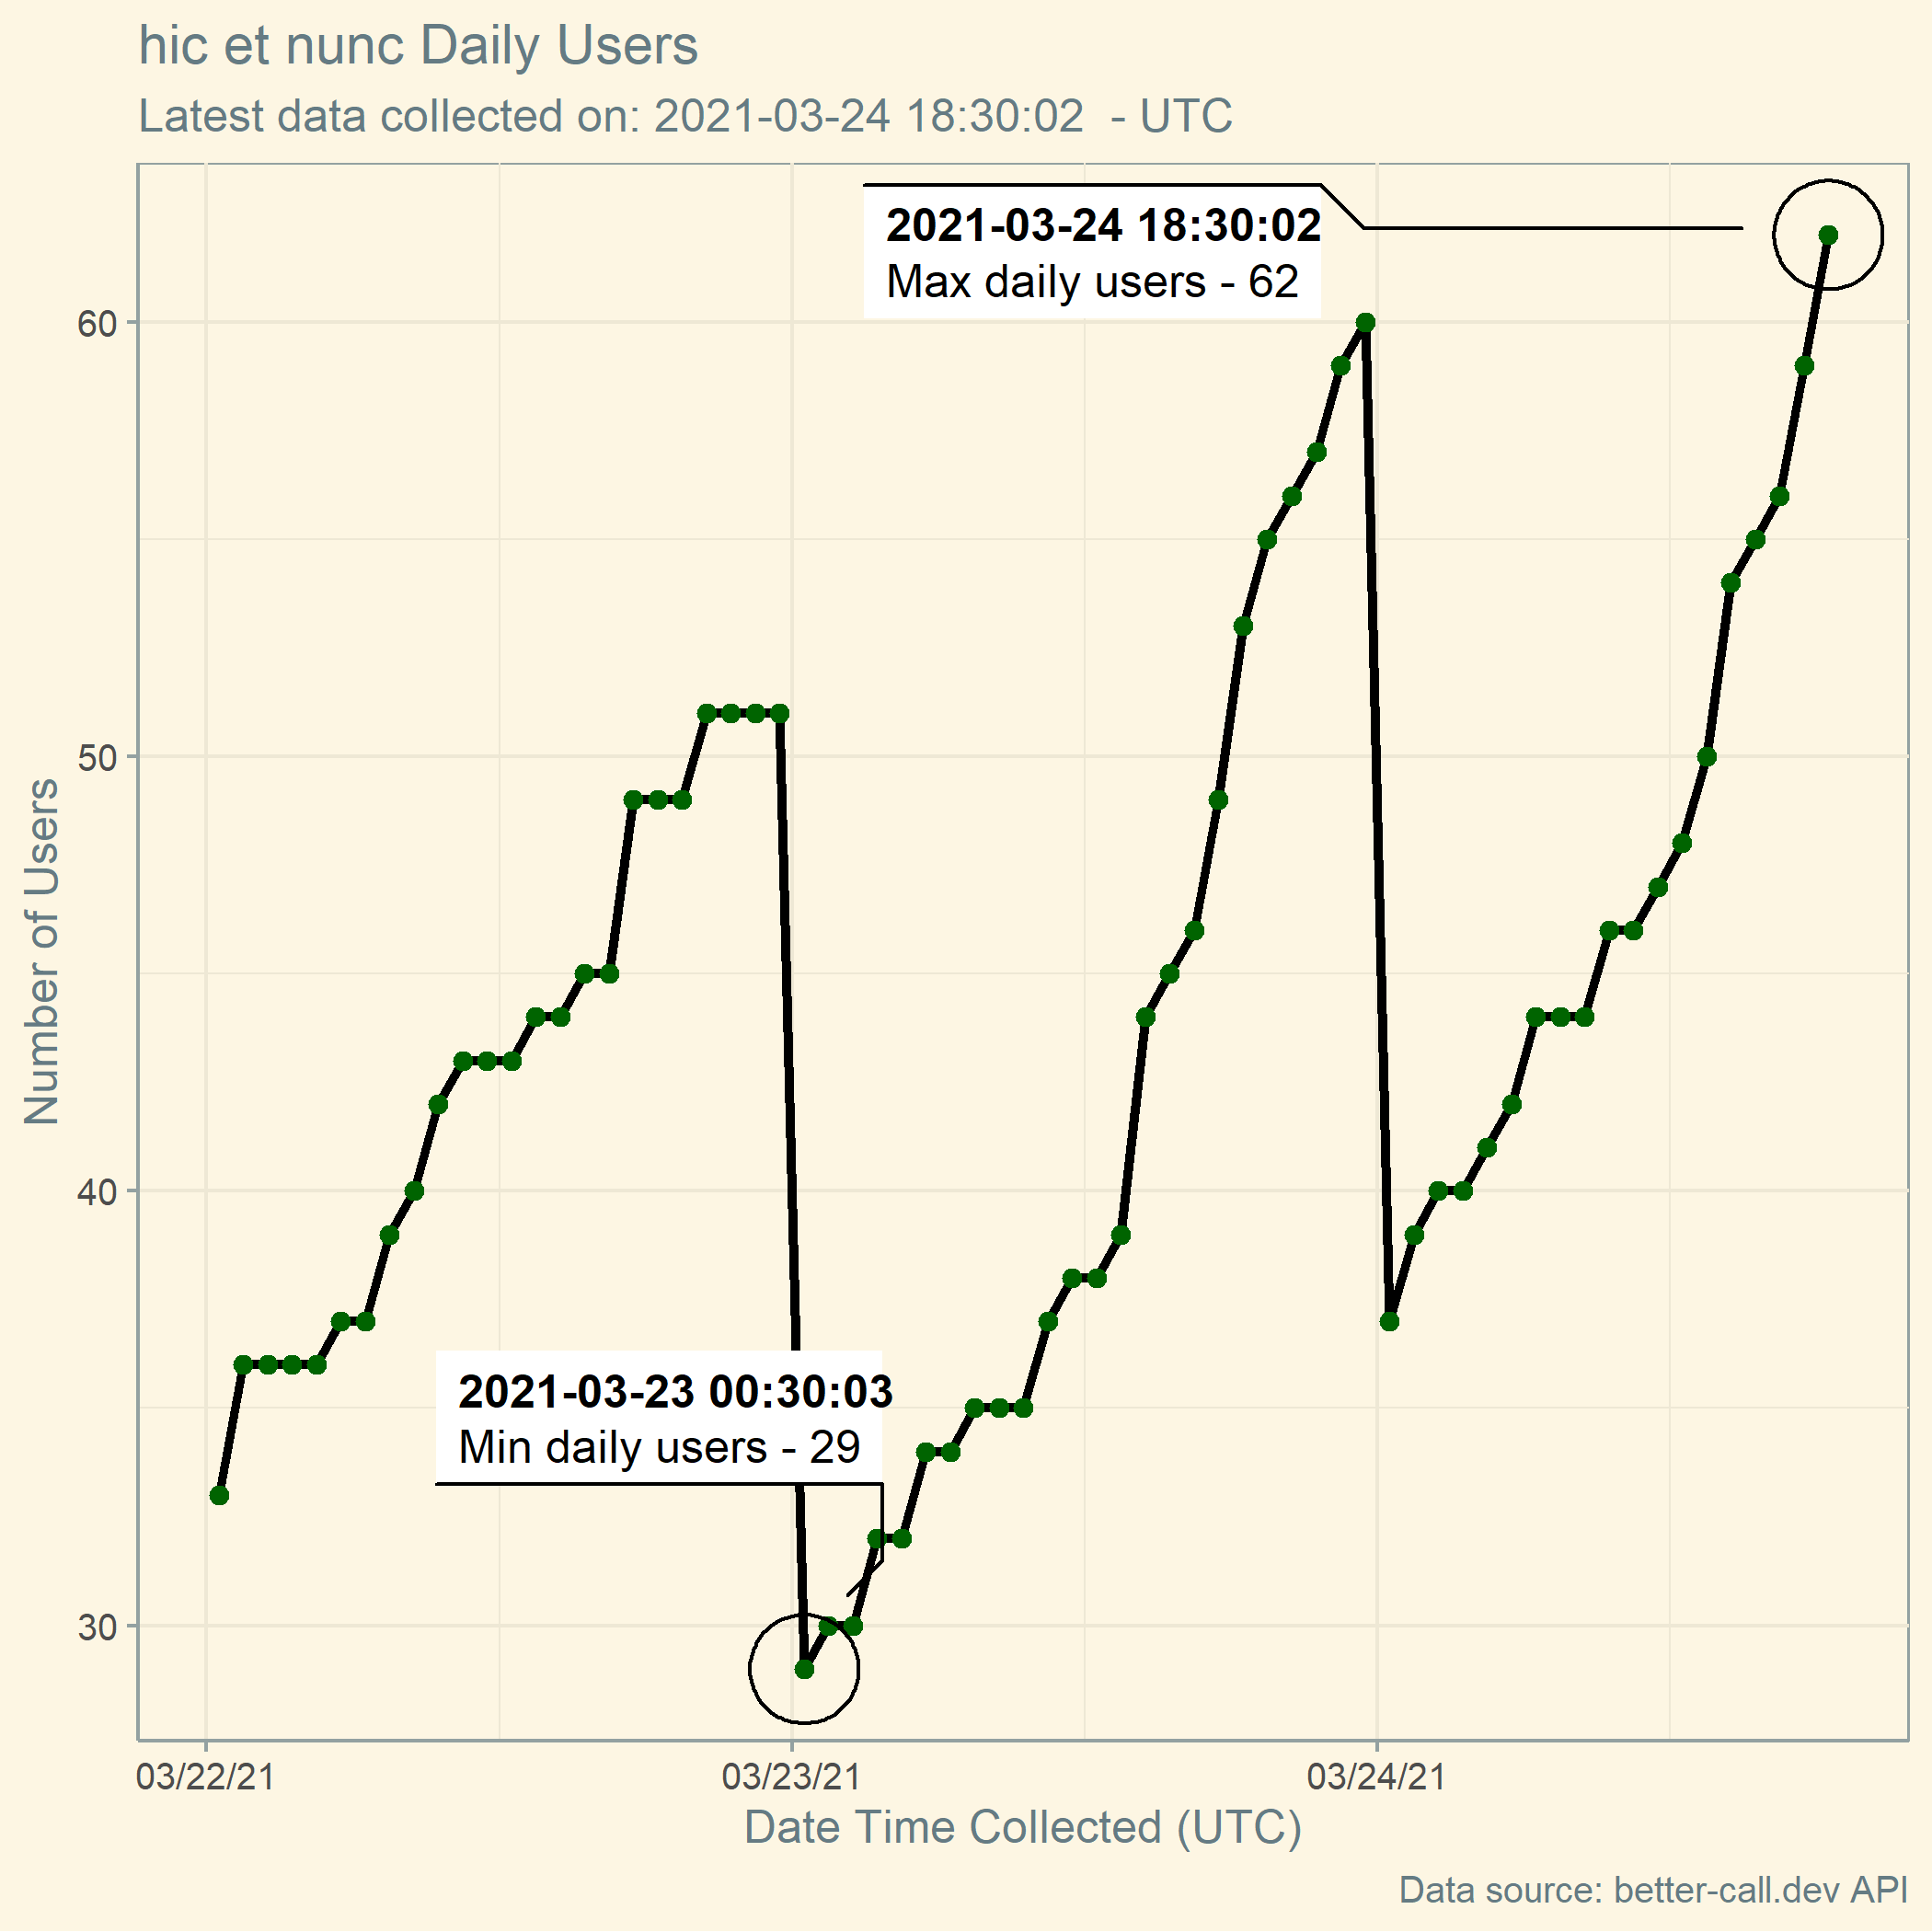 hic et nunc Daily Users
Latest data collected on: 2021-03-24 18:30:02  - UTC
2021-03-24 18:30:02
Max daily users - 62
60
50
40
30
Number of Users
2021-03-23 00:30:03
Min daily users - 29
03/22/21
03/23/21
03/24/21
Date Time Collected (UTC)
Data source: better-call.dev API